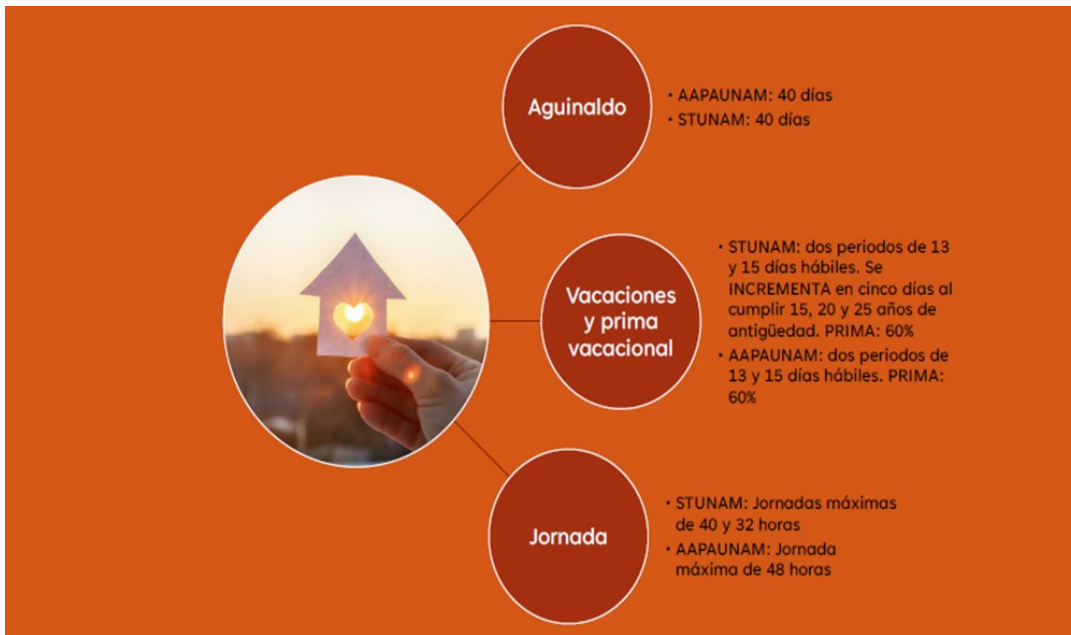 Aguinaldo
• AAPAUNAM: 40 días
• STUNAM: 40 días
Vacaciones
y prima
vacacional
• STUNAM: dos periodos de 13
y 15 días hábiles. Se
INCREMENTA en cinco días al
cumplir 15, 20 y 25 años de
antigüedad. PRIMA: 60%
• AAPAUNAM: dos periodos de
13 y 15 días hábiles. PRIMA:
60%
Jornada
• STUNAM: Jornadas máximas
de 40 y 32 horas
• AAPAUNAM: Jornada
máxima de 48 horas